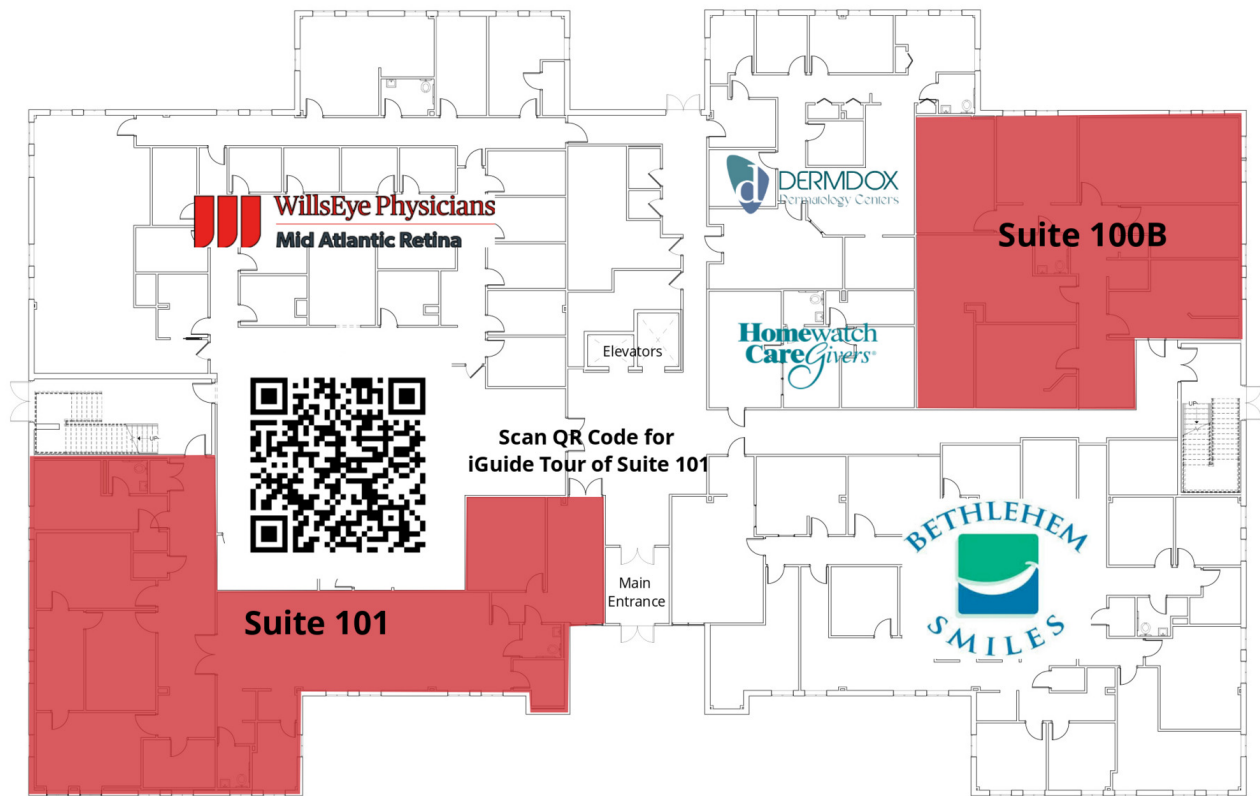 WillsEye Physicians
Mid Atlantic Retina
d
DERMDOX
Dermatology Centers
Suite 100B
Homewatch
CareGivers®
Elevators
UP
UP
Scan QR Code for
iGuide Tour of Suite 101
Main
Entrance
Suite 101
BETHLEHEM
SMILES